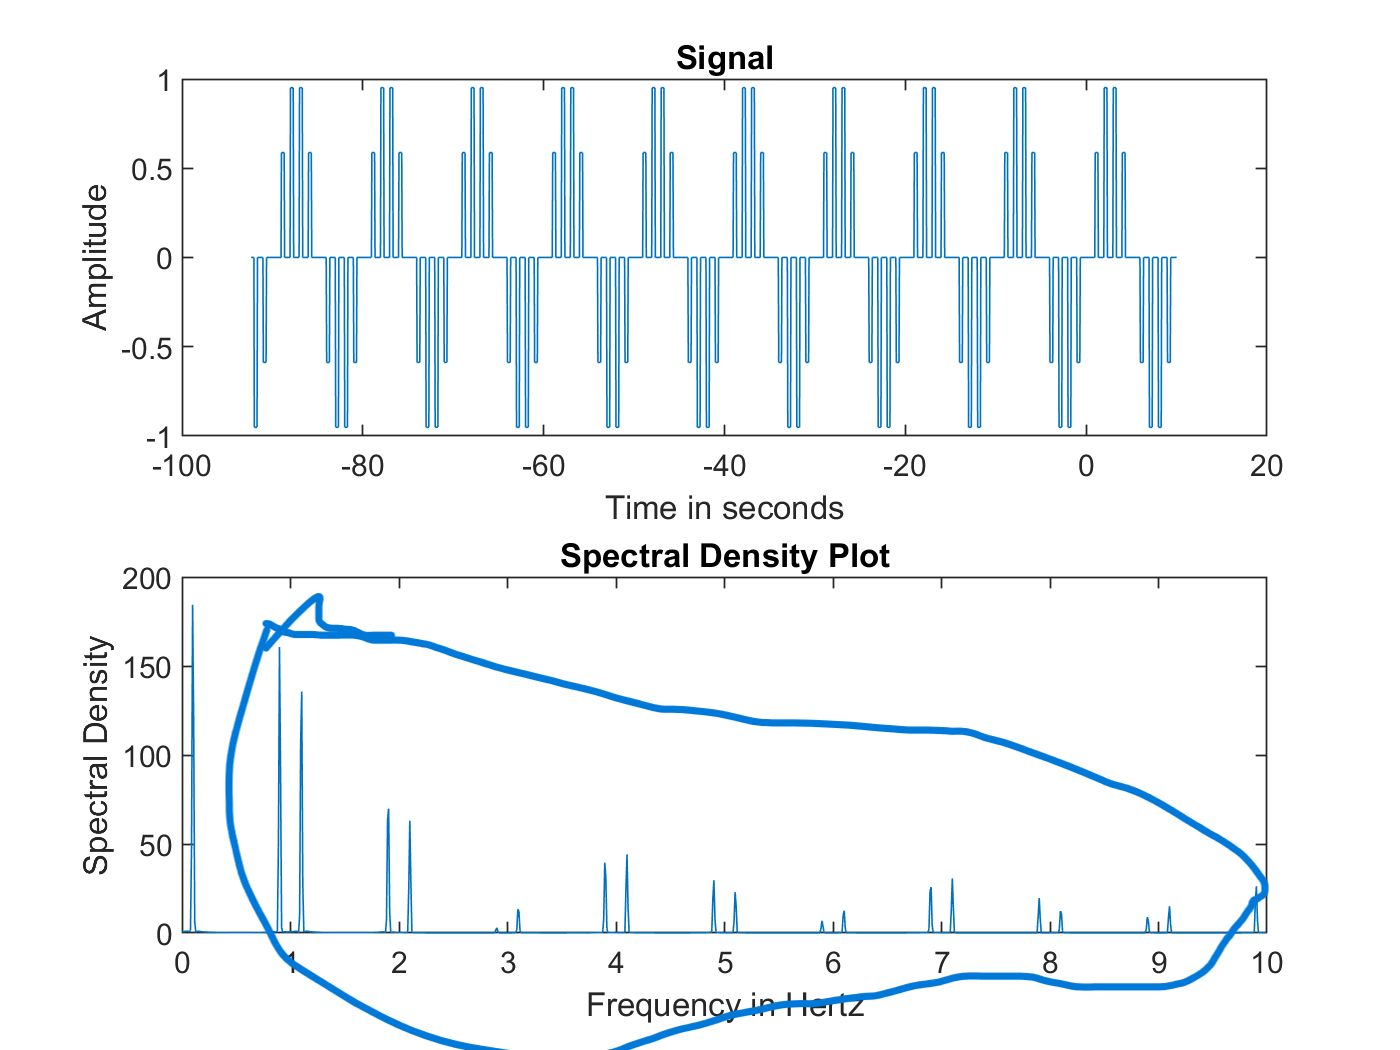 Signal
1
0.5
0
-0.5
-1
Amplitude
-100 -80 -60 -40 -20 0 20
Time in seconds
Spectral Density Plot
200
150
100
50
0
Spectral Density
0 1 2 3 4 5 6 7 8 9 10
Frequency in Hertz